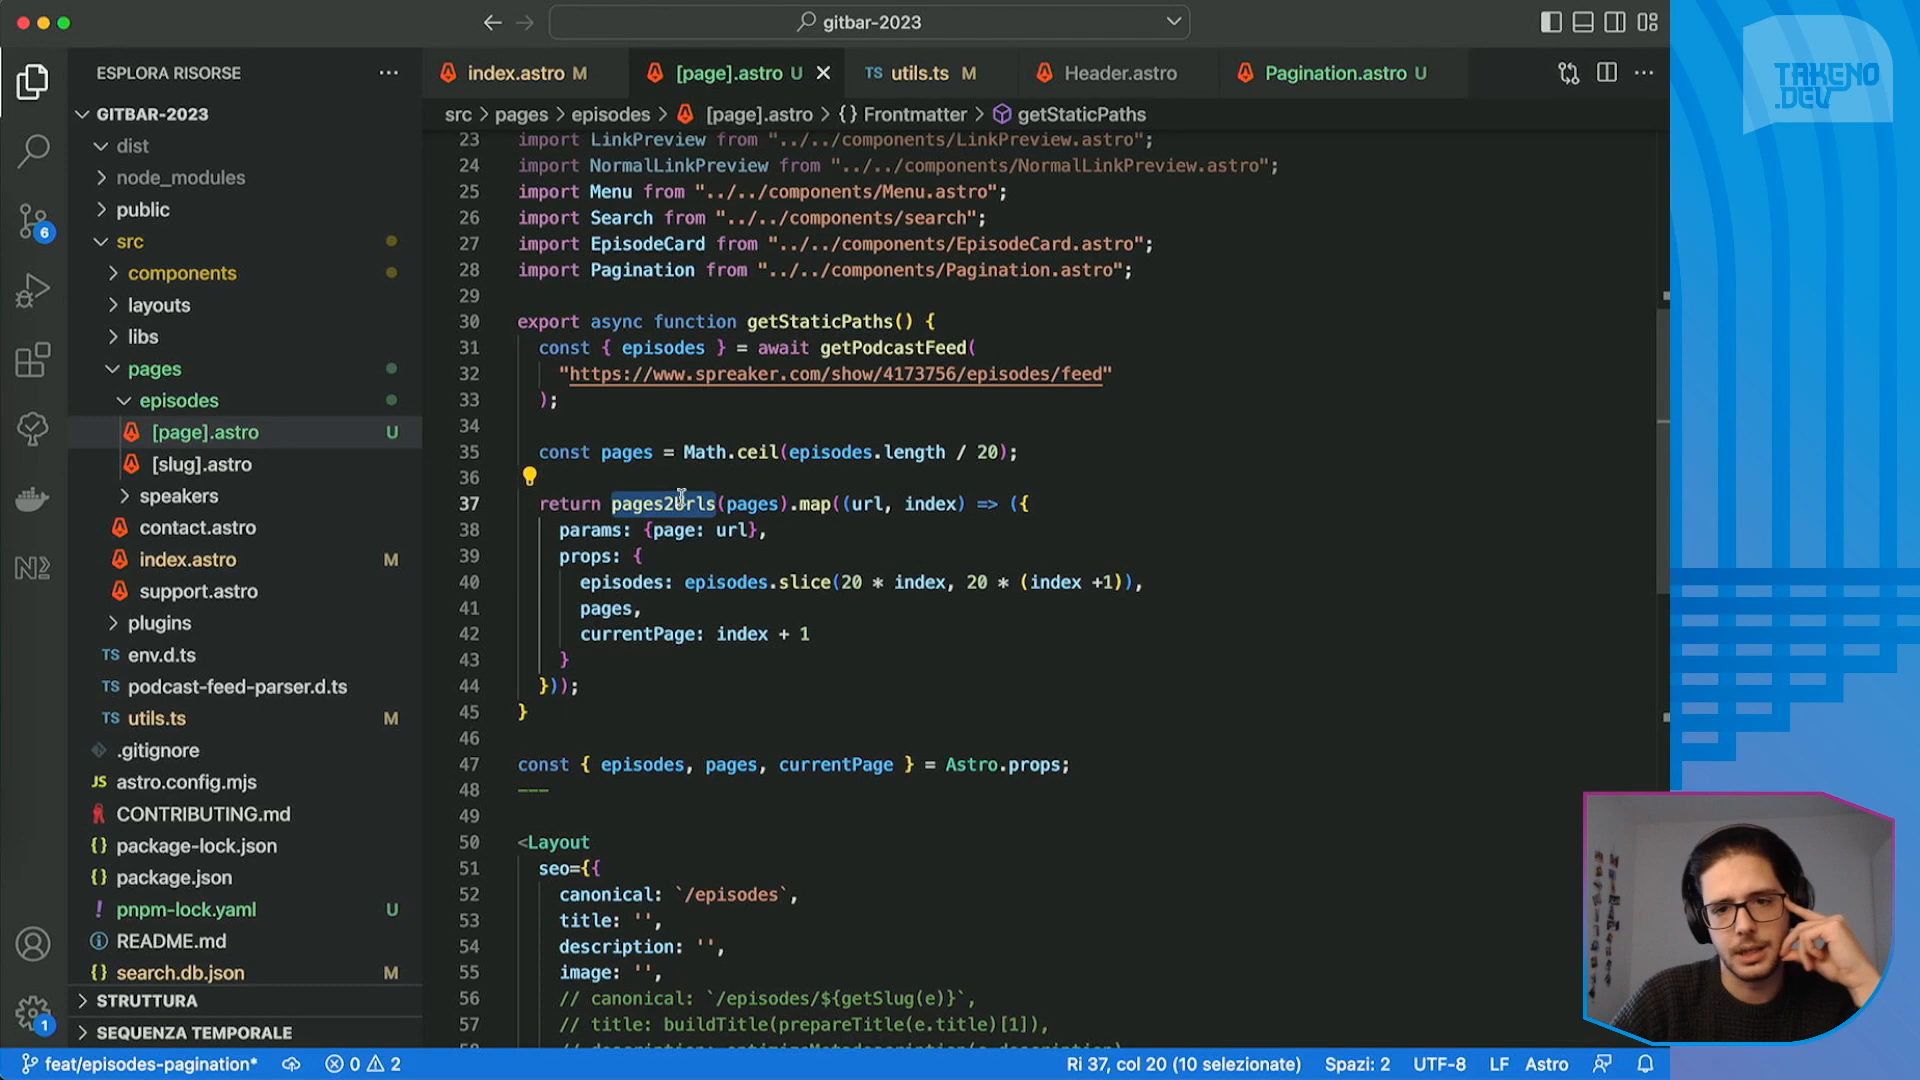 gitbar-2023
TAKENO
.DEV
ESPLORA RISORSE
index.astro M
[page].astro U
TS utils.ts M
Header.astro
Pagination.astro U
src > pages > episodes > [page].astro > {} Frontmatter > getStaticPaths
GITBAR-2023
dist
node_modules
public
src
components
layouts
libs
pages
episodes
[page].astro U
[slug].astro
speakers
contact.astro
index.astro M
support.astro
plugins
TS env.d.ts
TS podcast-feed-parser.d.ts
TS utils.ts M
.gitignore
JS astro.config.mjs
CONTRIBUTING.md
{} package-lock.json
{} package.json
! pnpm-lock.yaml U
README.md
{} search.db.json M
STRUTTURA
SEQUENZA TEMPORALE
6
1
23 import LinkPreview from "../../components/LinkPreview.astro";
24 import NormalLinkPreview from "../../components/NormalLinkPreview.astro";
25 import Menu from "../../components/Menu.astro";
26 import Search from "../../components/search";
27 import EpisodeCard from "../../components/EpisodeCard.astro";
28 import Pagination from "../../components/Pagination.astro";
29
30 export async function getStaticPaths() {
31 const { episodes } = await getPodcastFeed(
32 "https://www.spreaker.com/show/4173756/episodes/feed"
33 );
34
35 const pages = Math.ceil(episodes.length / 20);
36
37 return pages2Urls(pages).map((url, index) => ({
38 params: {page: url},
39 props: {
40 episodes: episodes.slice(20 * index, 20 * (index +1)),
41 pages,
42 currentPage: index + 1
43 }
44 }));
45 }
46
47 const { episodes, pages, currentPage } = Astro.props;
48 ---
49
50 <Layout
51 seo={{
52 canonical: `/episodes`,
53 title: '',
54 description: '',
55 image: '',
56 // canonical: `/episodes/${getSlug(e)}`,
57 // title: buildTitle(prepareTitle(e.title)[1]),
feat/episodes-pagination* 0 2
Ri 37, col 20 (10 selezionate) Spazi: 2 UTF-8 LF Astro